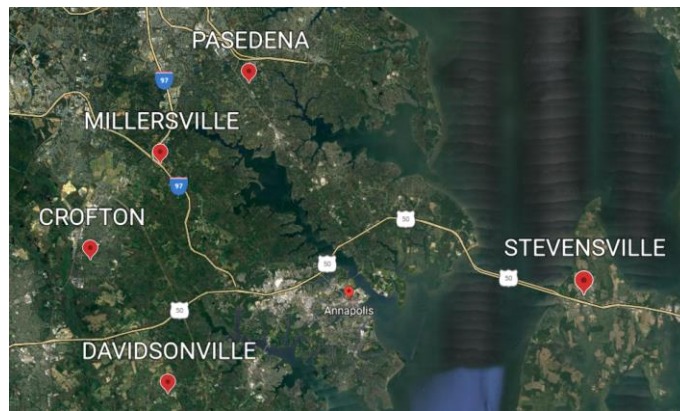 PASEDENA
97
MILLERSVILLE
97
CROFTON
50
STEVENSVILLE
50
50
Annapolis
50
DAVIDSONVILLE